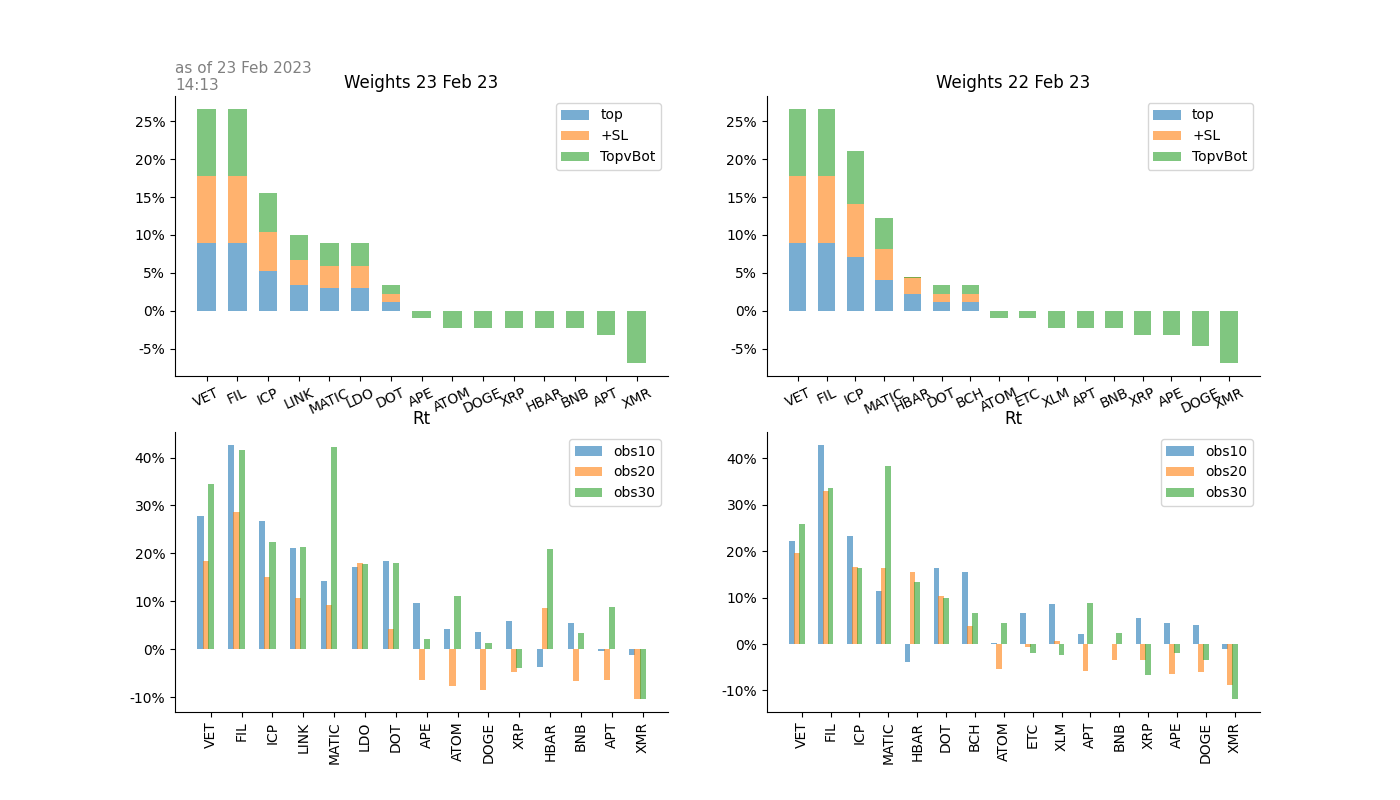 as of 23 Feb 2023
14:13
Weights 23 Feb 23
25%
20%
15%
10%
5%
0%
-5%
top
+SL
TopvBot
VET FIL ICP LINK MATIC LDO DOT APE ATOM DOGE XRP HBAR BNB APT XMR
Weights 22 Feb 23
25%
20%
15%
10%
5%
0%
-5%
top
+SL
TopvBot
VET FIL ICP MATIC HBAR DOT BCH ATOM ETC XLM APT BNB XRP APE DOGE XMR
Rt
40%
30%
20%
10%
0%
-10%
obs10
obs20
obs30
VET FIL ICP LINK MATIC LDO DOT APE ATOM DOGE XRP HBAR BNB APT XMR
Rt
40%
30%
20%
10%
0%
-10%
obs10
obs20
obs30
VET FIL ICP MATIC HBAR DOT BCH ATOM ETC XLM APT BNB XRP APE DOGE XMR